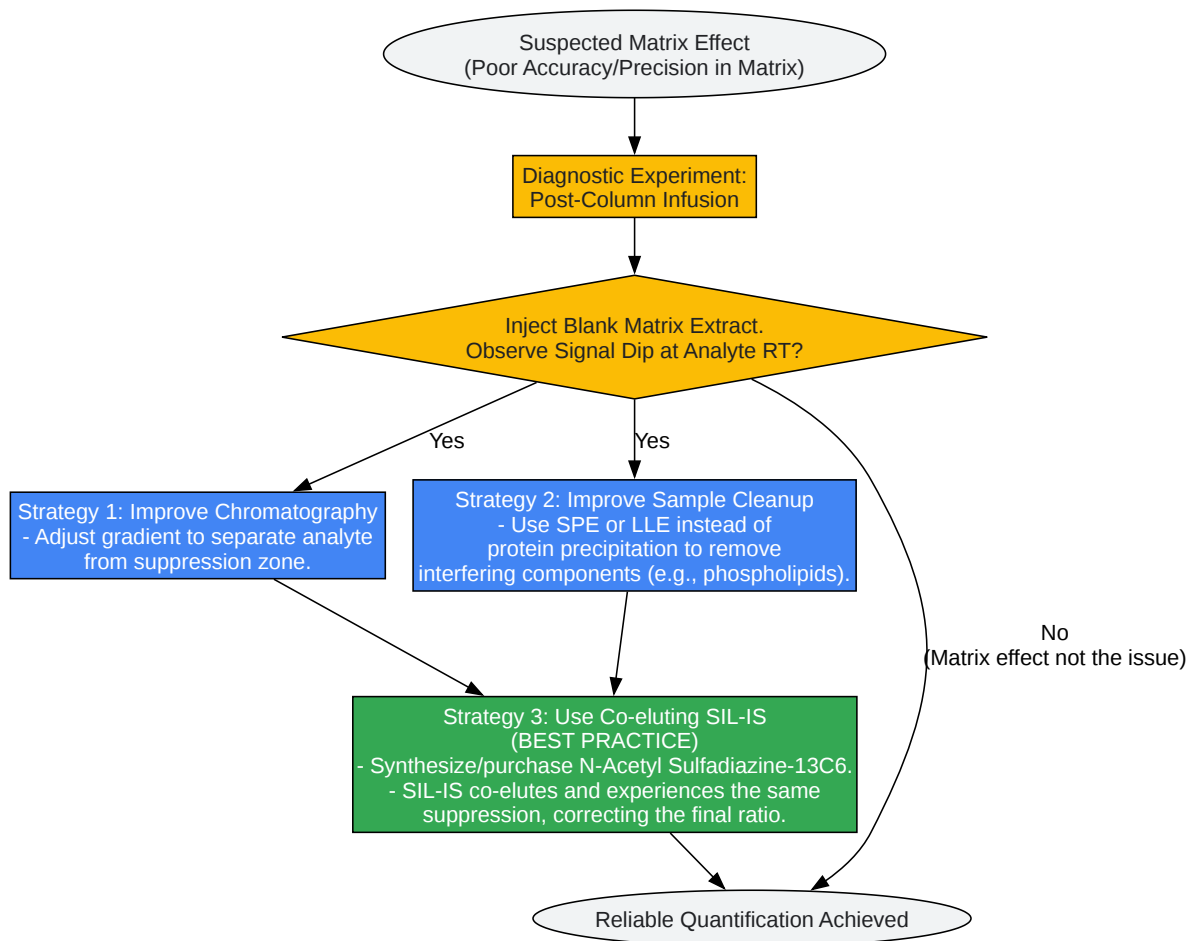 Suspected Matrix Effect
(Poor Accuracy/Precision in Matrix)
Diagnostic Experiment:
Post-Column Infusion
Inject Blank Matrix Extract.
Observe Signal Dip at Analyte RT?
Yes
Yes
Strategy 1: Improve Chromatography
- Adjust gradient to separate analyte
from suppression zone.
Strategy 2: Improve Sample Cleanup
- Use SPE or LLE instead of
protein precipitation to remove
interfering components (e.g., phospholipids).
No
(Matrix effect not the issue)
Strategy 3: Use Co-eluting SIL-IS
(BEST PRACTICE)
- Synthesize/purchase N-Acetyl Sulfadiazine-13C6.
- SIL-IS co-elutes and experiences the same
suppression, correcting the final ratio.
Reliable Quantification Achieved